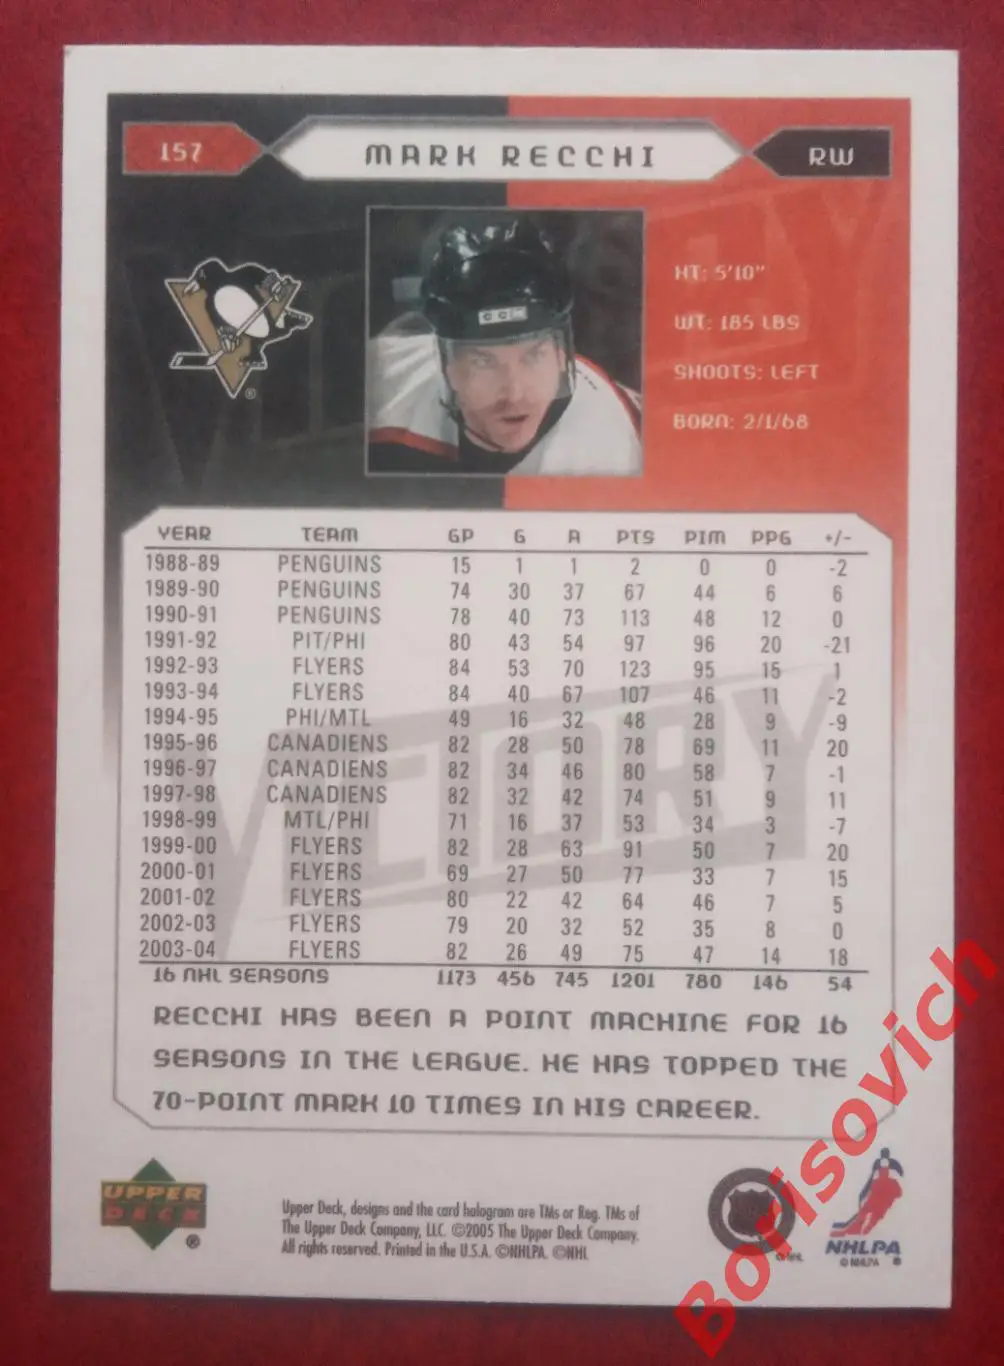 157
MARK RECCHI
RW
HT: 5'10"
WT: 185 LBS
SHOOTS: LEFT
BORN: 2/1/68
CCM
YEAR TEAM GP G A PTS PIM PPG +/-
1988-89 PENGUINS 15 1 1 2 0 0 -2
1989-90 PENGUINS 74 30 37 67 44 6 6
1990-91 PENGUINS 78 40 73 113 48 12 0
1991-92 PIT/PHI 80 43 54 97 96 20 -21
1992-93 FLYERS 84 53 70 123 95 15 1
1993-94 FLYERS 84 40 67 107 46 11 -2
1994-95 PHI/MTL 49 16 32 48 28 9 -9
1995-96 CANADIENS 82 28 50 78 69 11 20
1996-97 CANADIENS 82 34 46 80 58 7 -1
1997-98 CANADIENS 82 32 42 74 51 9 11
1998-99 MTL/PHI 71 16 37 53 34 3 -7
1999-00 FLYERS 82 28 63 91 50 7 20
2000-01 FLYERS 69 27 50 77 33 7 15
2001-02 FLYERS 80 22 42 64 46 7 5
2002-03 FLYERS 79 20 32 52 35 8 0
2003-04 FLYERS 82 26 49 75 47 14 18
16 NHL SEASONS 1173 456 745 1201 780 146 54
VICTORY
RECCHI HAS BEEN A POINT MACHINE FOR 16
SEASONS IN THE LEAGUE. HE HAS TOPPED THE
70-POINT MARK 10 TIMES IN HIS CAREER.
UPPER
DECK
®
Upper Deck, designs and the card hologram are TMs or Reg. TMs of
The Upper Deck Company, LLC. ©2005 The Upper Deck Company.
All rights reserved. Printed in the U.S.A. ©NHLPA. ©NHL
NHLPA
© NHLPA ®
Borisovich